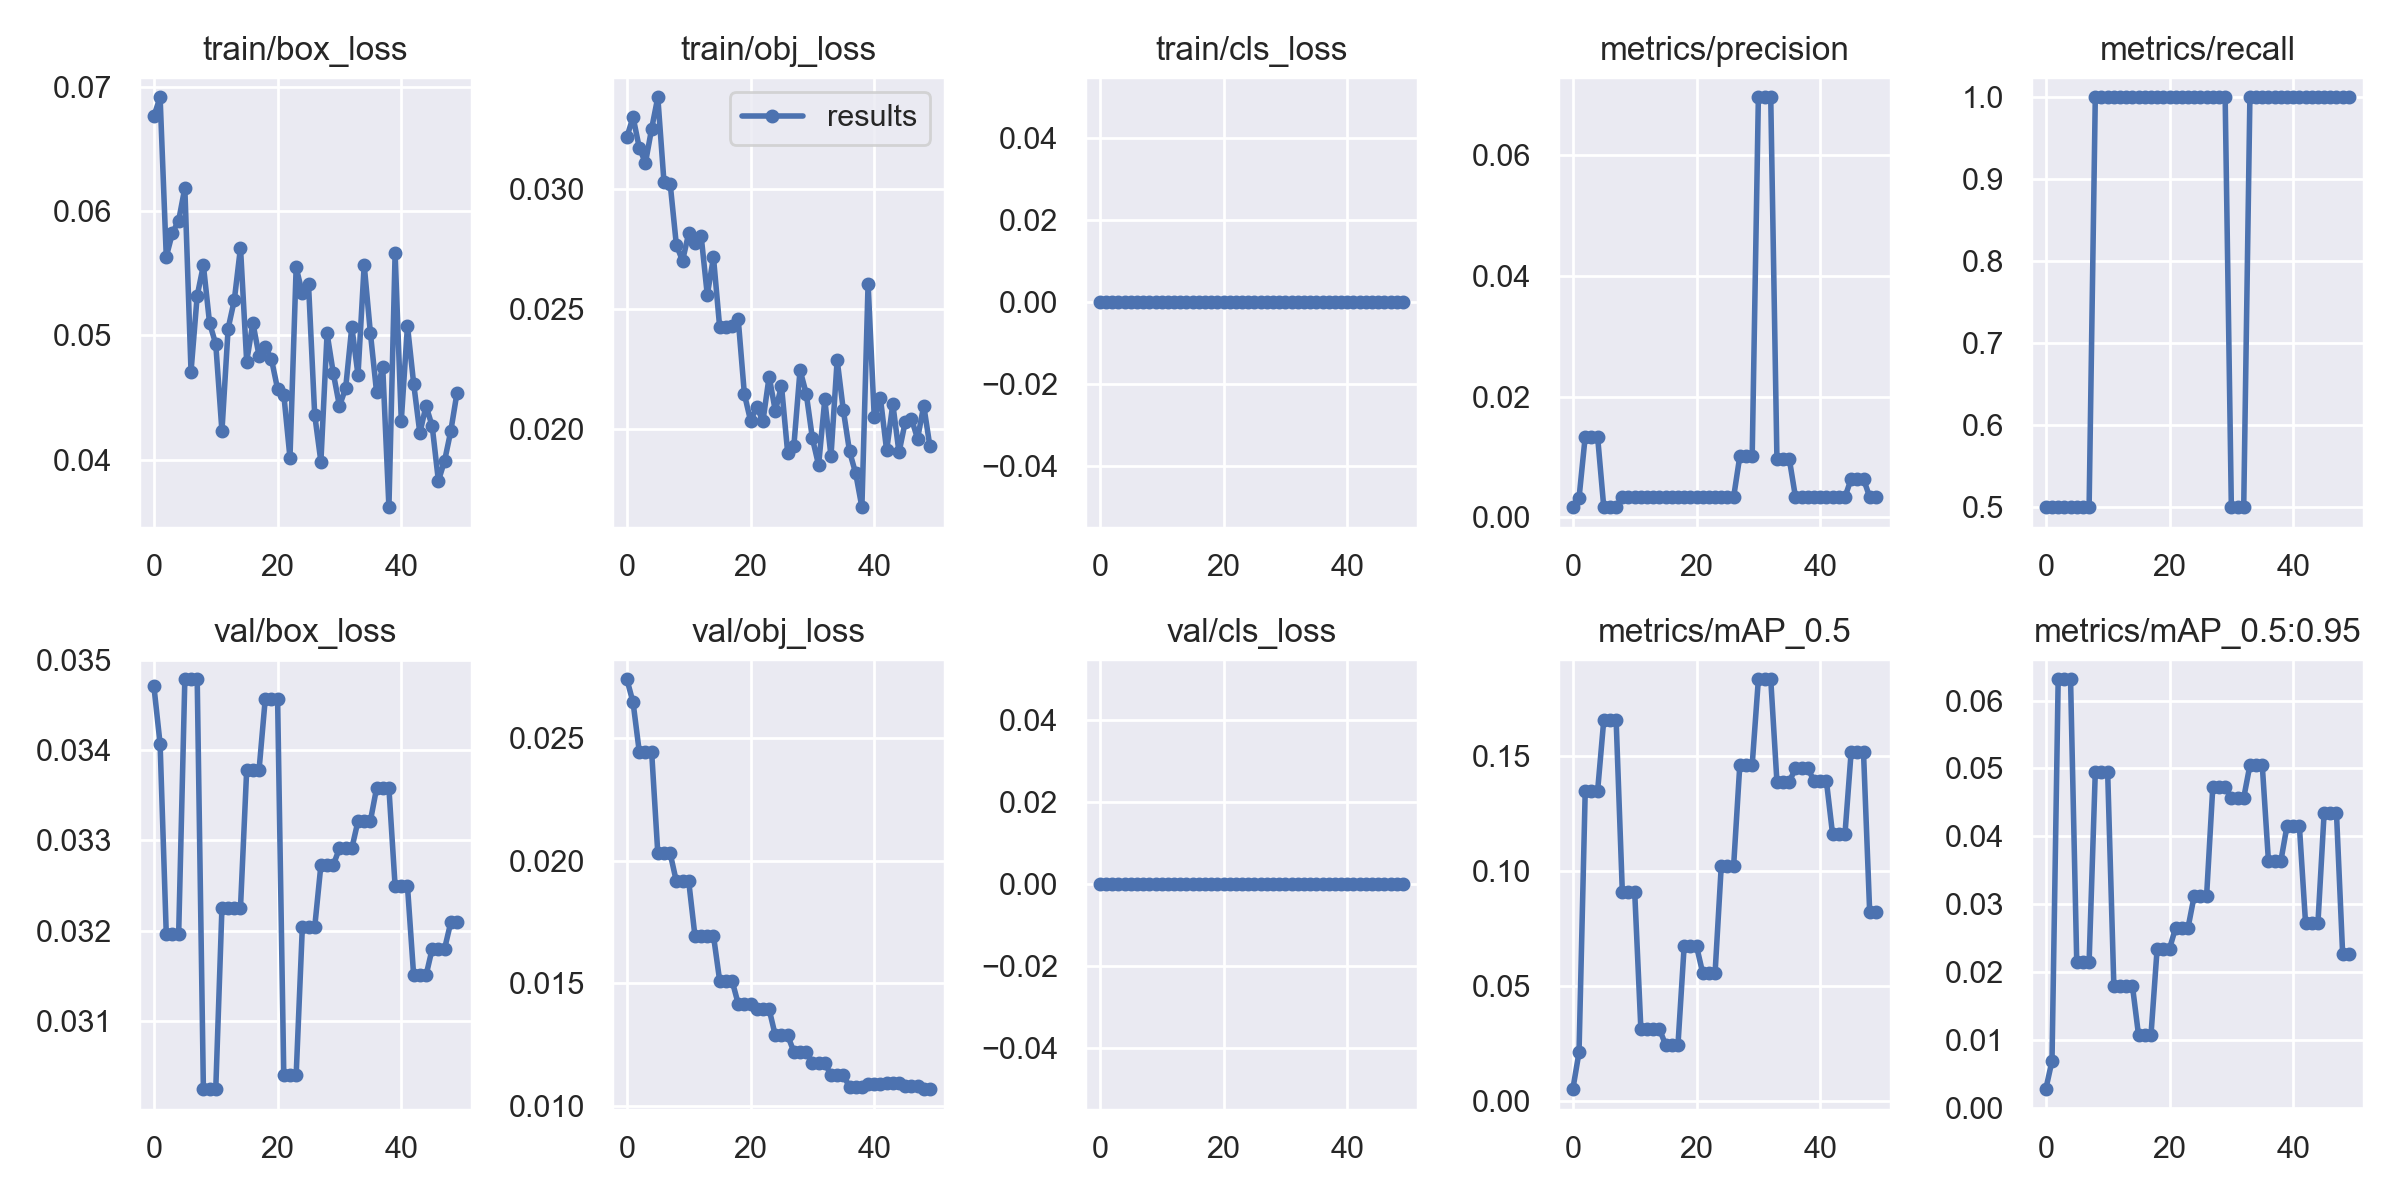 train/box_loss
train/obj_loss
train/cls_loss
metrics/precision
metrics/recall
0.07
0.06
0.05
0.04
0 20 40
results
0.030
0.025
0.020
0 20 40
0.04
0.02
0.00
−0.02
−0.04
0 20 40
0.06
0.04
0.02
0.00
0 20 40
1.0
0.9
0.8
0.7
0.6
0.5
0 20 40
val/box_loss
val/obj_loss
val/cls_loss
metrics/mAP_0.5
metrics/mAP_0.5:0.95
0.035
0.034
0.033
0.032
0.031
0 20 40
0.025
0.020
0.015
0.010
0 20 40
0.04
0.02
0.00
−0.02
−0.04
0 20 40
0.15
0.10
0.05
0.00
0 20 40
0.06
0.05
0.04
0.03
0.02
0.01
0.00
0 20 40